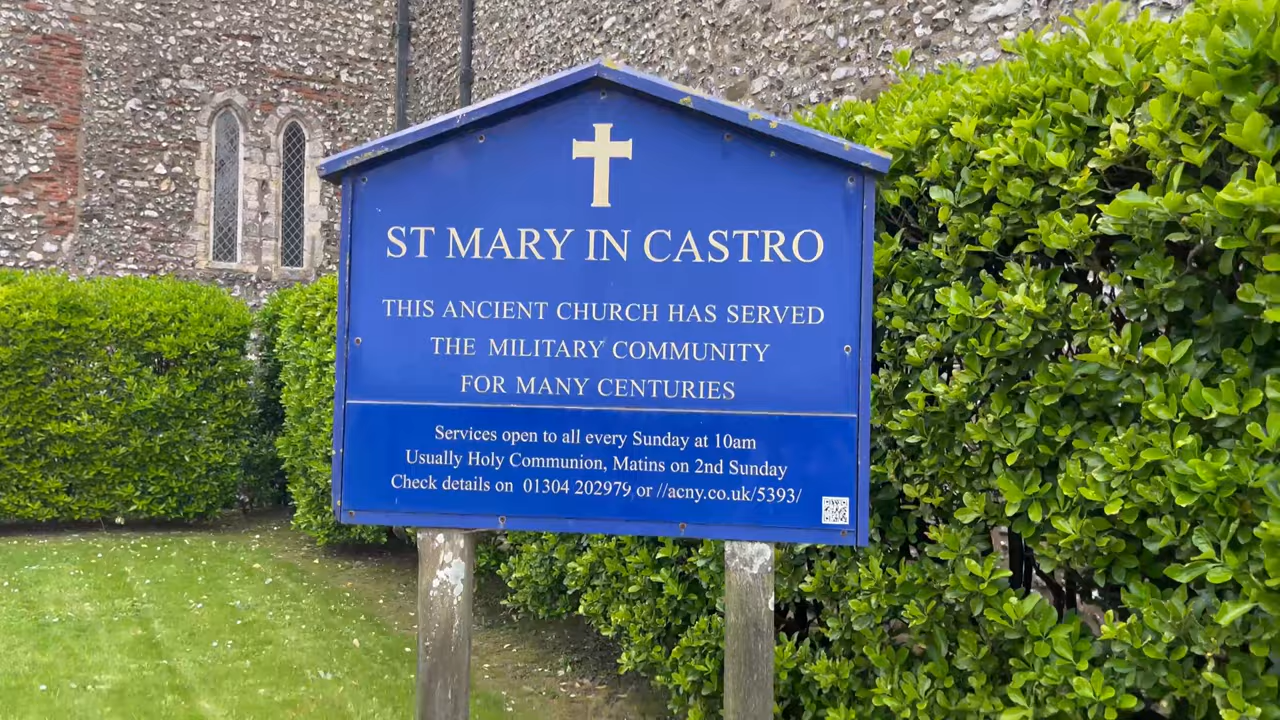 ST MARY IN CASTRO
THIS ANCIENT CHURCH HAS SERVED
THE MILITARY COMMUNITY
FOR MANY CENTURIES
Services open to all every Sunday at 10am
Usually Holy Communion, Matins on 2nd Sunday
Check details on 01304 202979 or //acny.co.uk/5393/